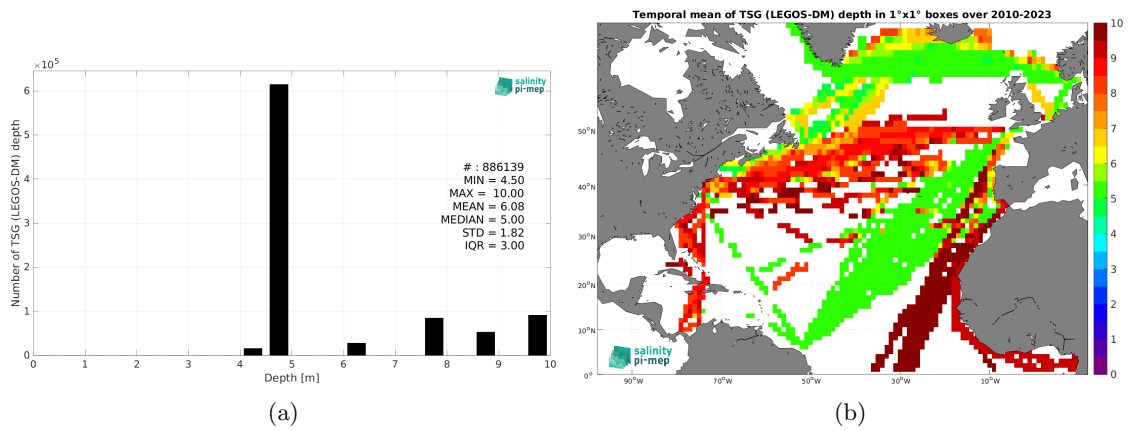 Temporal mean of TSG (LEGOS-DM) depth in 1°x1° boxes over 2010-2023
×10⁵
6
5
4
3
2
1
0
Number of TSG (LEGOS-DM) depth
salinity
pi-mep
# : 886139
MIN = 4.50
MAX = 10.00
MEAN = 6.08
MEDIAN = 5.00
STD = 1.82
IQR = 3.00
0 1 2 3 4 5 6 7 8 9 10
Depth [m]
(a)
50°N
40°N
30°N
20°N
10°N
0°
90°W 70°W 50°W 30°W 10°W
salinity
pi-mep
10
9
8
7
6
5
4
3
2
1
0
(b)